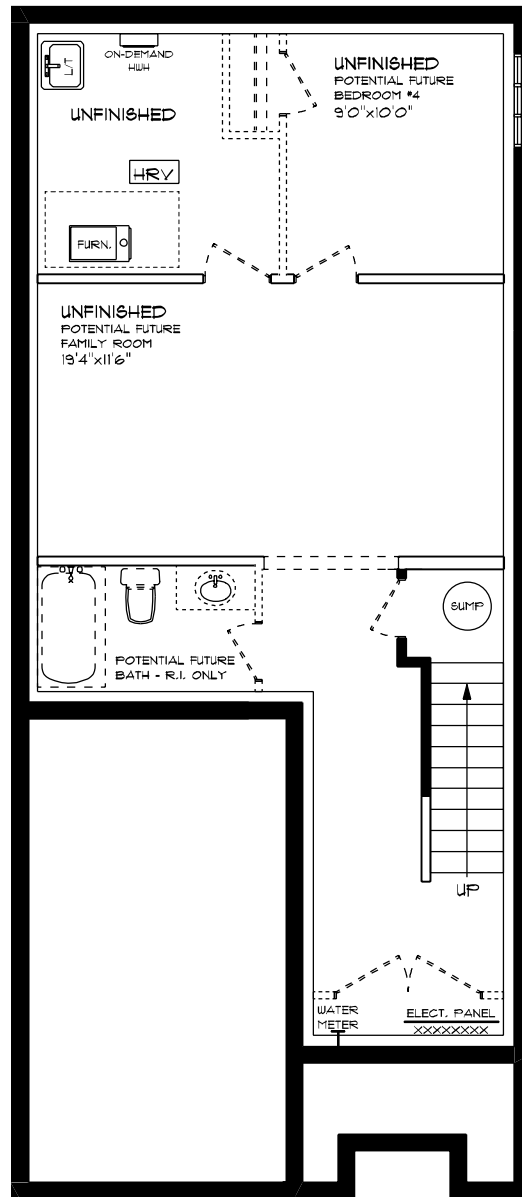 L/T
ON-DEMAND
HWH
UNFINISHED
POTENTIAL FUTURE
BEDROOM #4
9'0"x10'0"
UNFINISHED
HRV
FURN.
UNFINISHED
POTENTIAL FUTURE
FAMILY ROOM
19'4"x11'6"
SUMP
POTENTIAL FUTURE
BATH - R.I. ONLY
UP
WATER
METER
ELECT. PANEL
XXXXXXXX